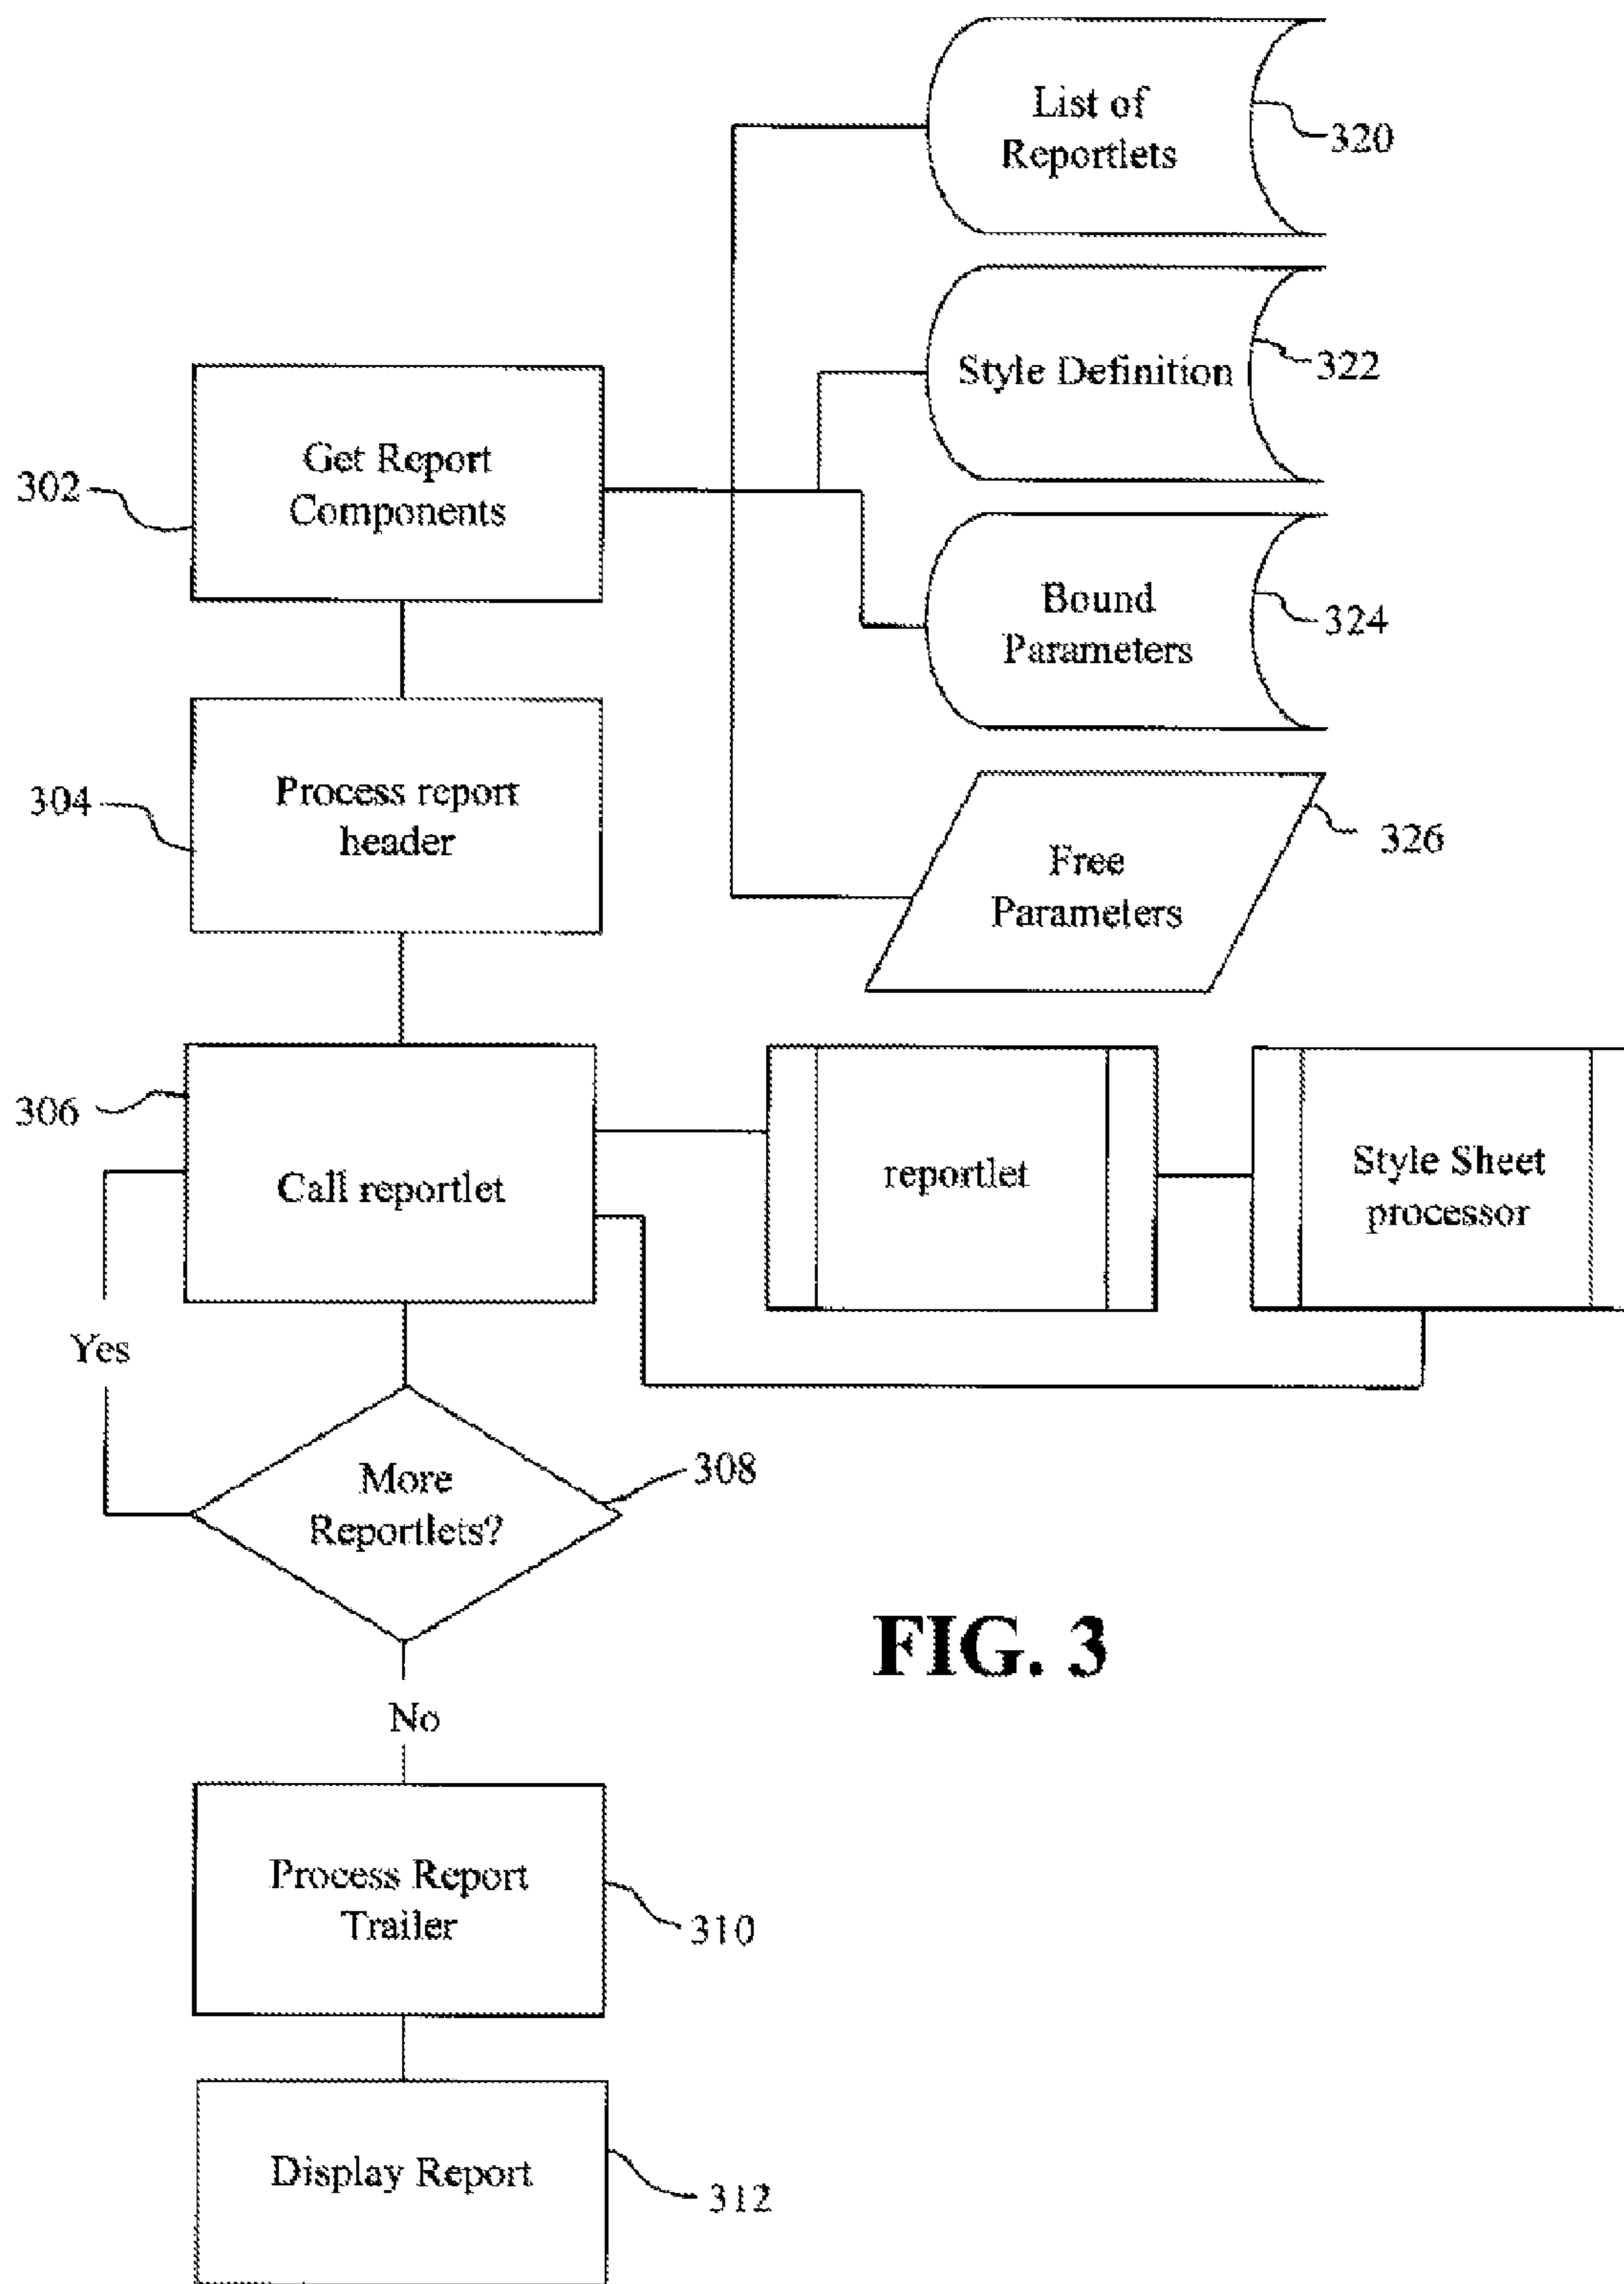 List of
Reportlets
320
Style Definition
322
Get Report
Components
302
Bound
Parameters
324
Process report
header
304
Free
Parameters
326
306
Call reportlet
reportlet
Style Sheet
processor
Yes
More
Reportlets?
308
FIG. 3
No
Process Report
Trailer
310
Display Report
312